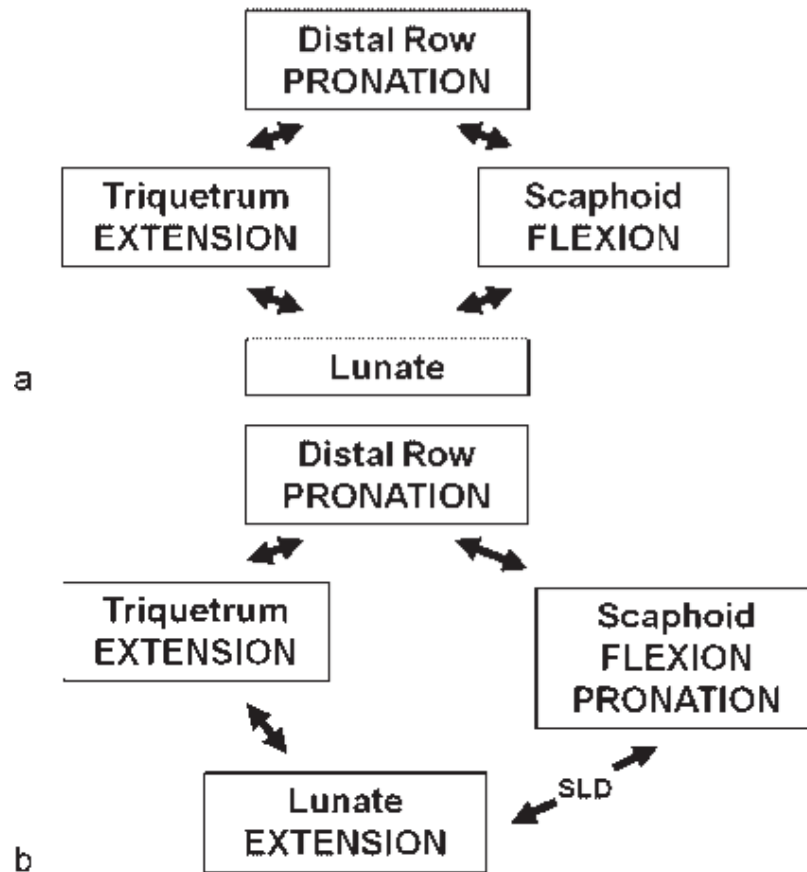 Distal Row
PRONATION
Triquetrum
EXTENSION
Scaphoid
FLEXION
Lunate
a
Distal Row
PRONATION
Triquetrum
EXTENSION
Scaphoid
FLEXION
PRONATION
SLD
Lunate
EXTENSION
b